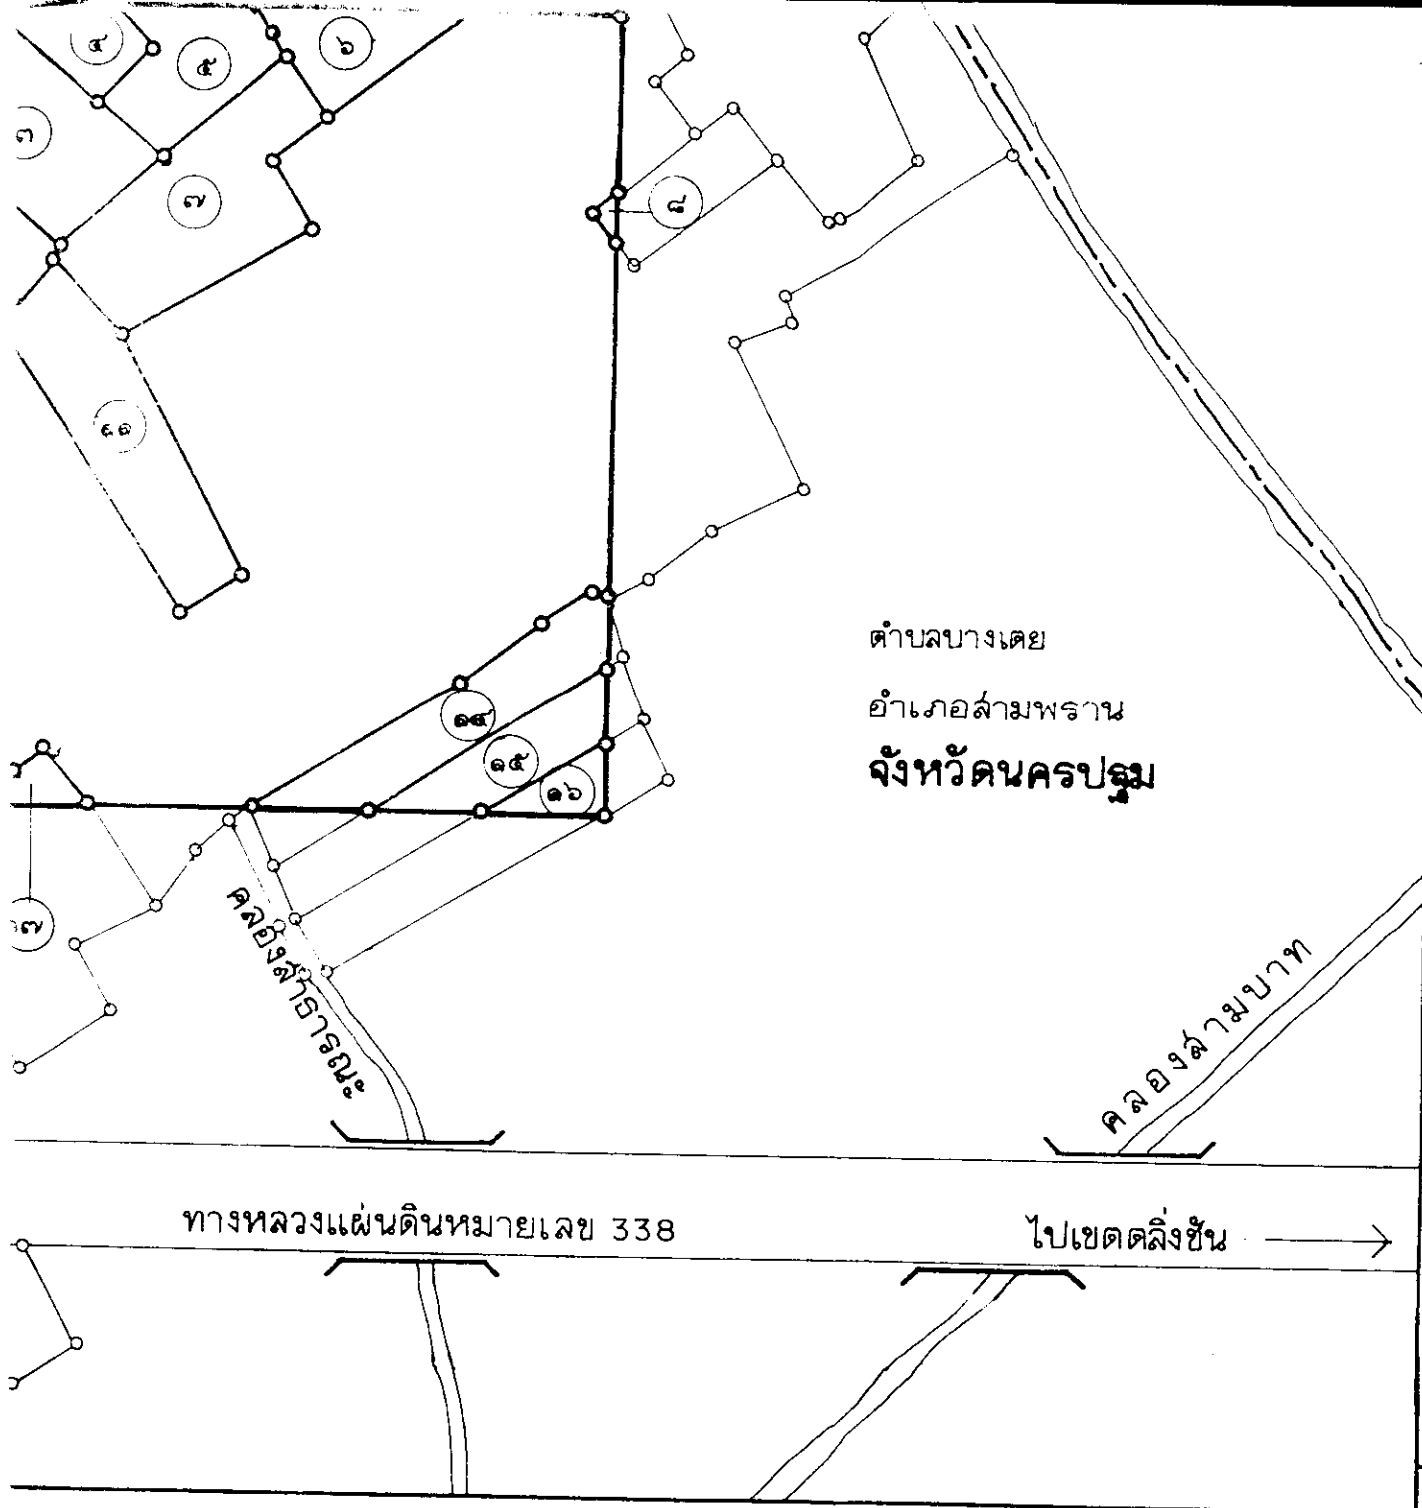 ๔
๕
๖
๓
๗
๘
๑๑
ตำบลบางเตย
อำเภอสามพราน
จังหวัดนครปฐม
๑๔
๑๕
๑๖
๑๗
คลองสาธารณะ
คลองสามบาท
ทางหลวงแผ่นดินหมายเลข 338
ไปเขตตลิ่งชัน